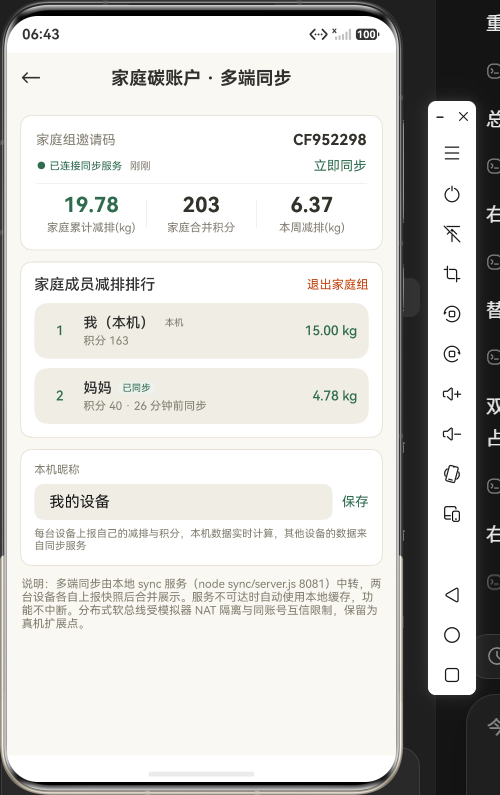 06:43
100
家庭碳账户 · 多端同步
家庭组邀请码 CF952298
已连接同步服务 刚刚 立即同步
19.78 203 6.37
家庭累计减排(kg) 家庭合并积分 本周减排(kg)
家庭成员减排排行 退出家庭组
1 我（本机） 本机 15.00 kg
积分 163
2 妈妈 已同步 4.78 kg
积分 40 · 26 分钟前同步
本机昵称
我的设备 保存
每台设备上报自己的减排与积分，本机数据实时计算，其他设备的数据来
自同步服务
说明：多端同步由本地 sync 服务（node sync/server.js 8081）中转，两
台设备各自上报快照后合并展示。服务不可达时自动使用本地缓存，功
能不中断。分布式软总线受模拟器 NAT 隔离与同账号互信限制，保留为
真机扩展点。
总
右
替
双
占
右
今